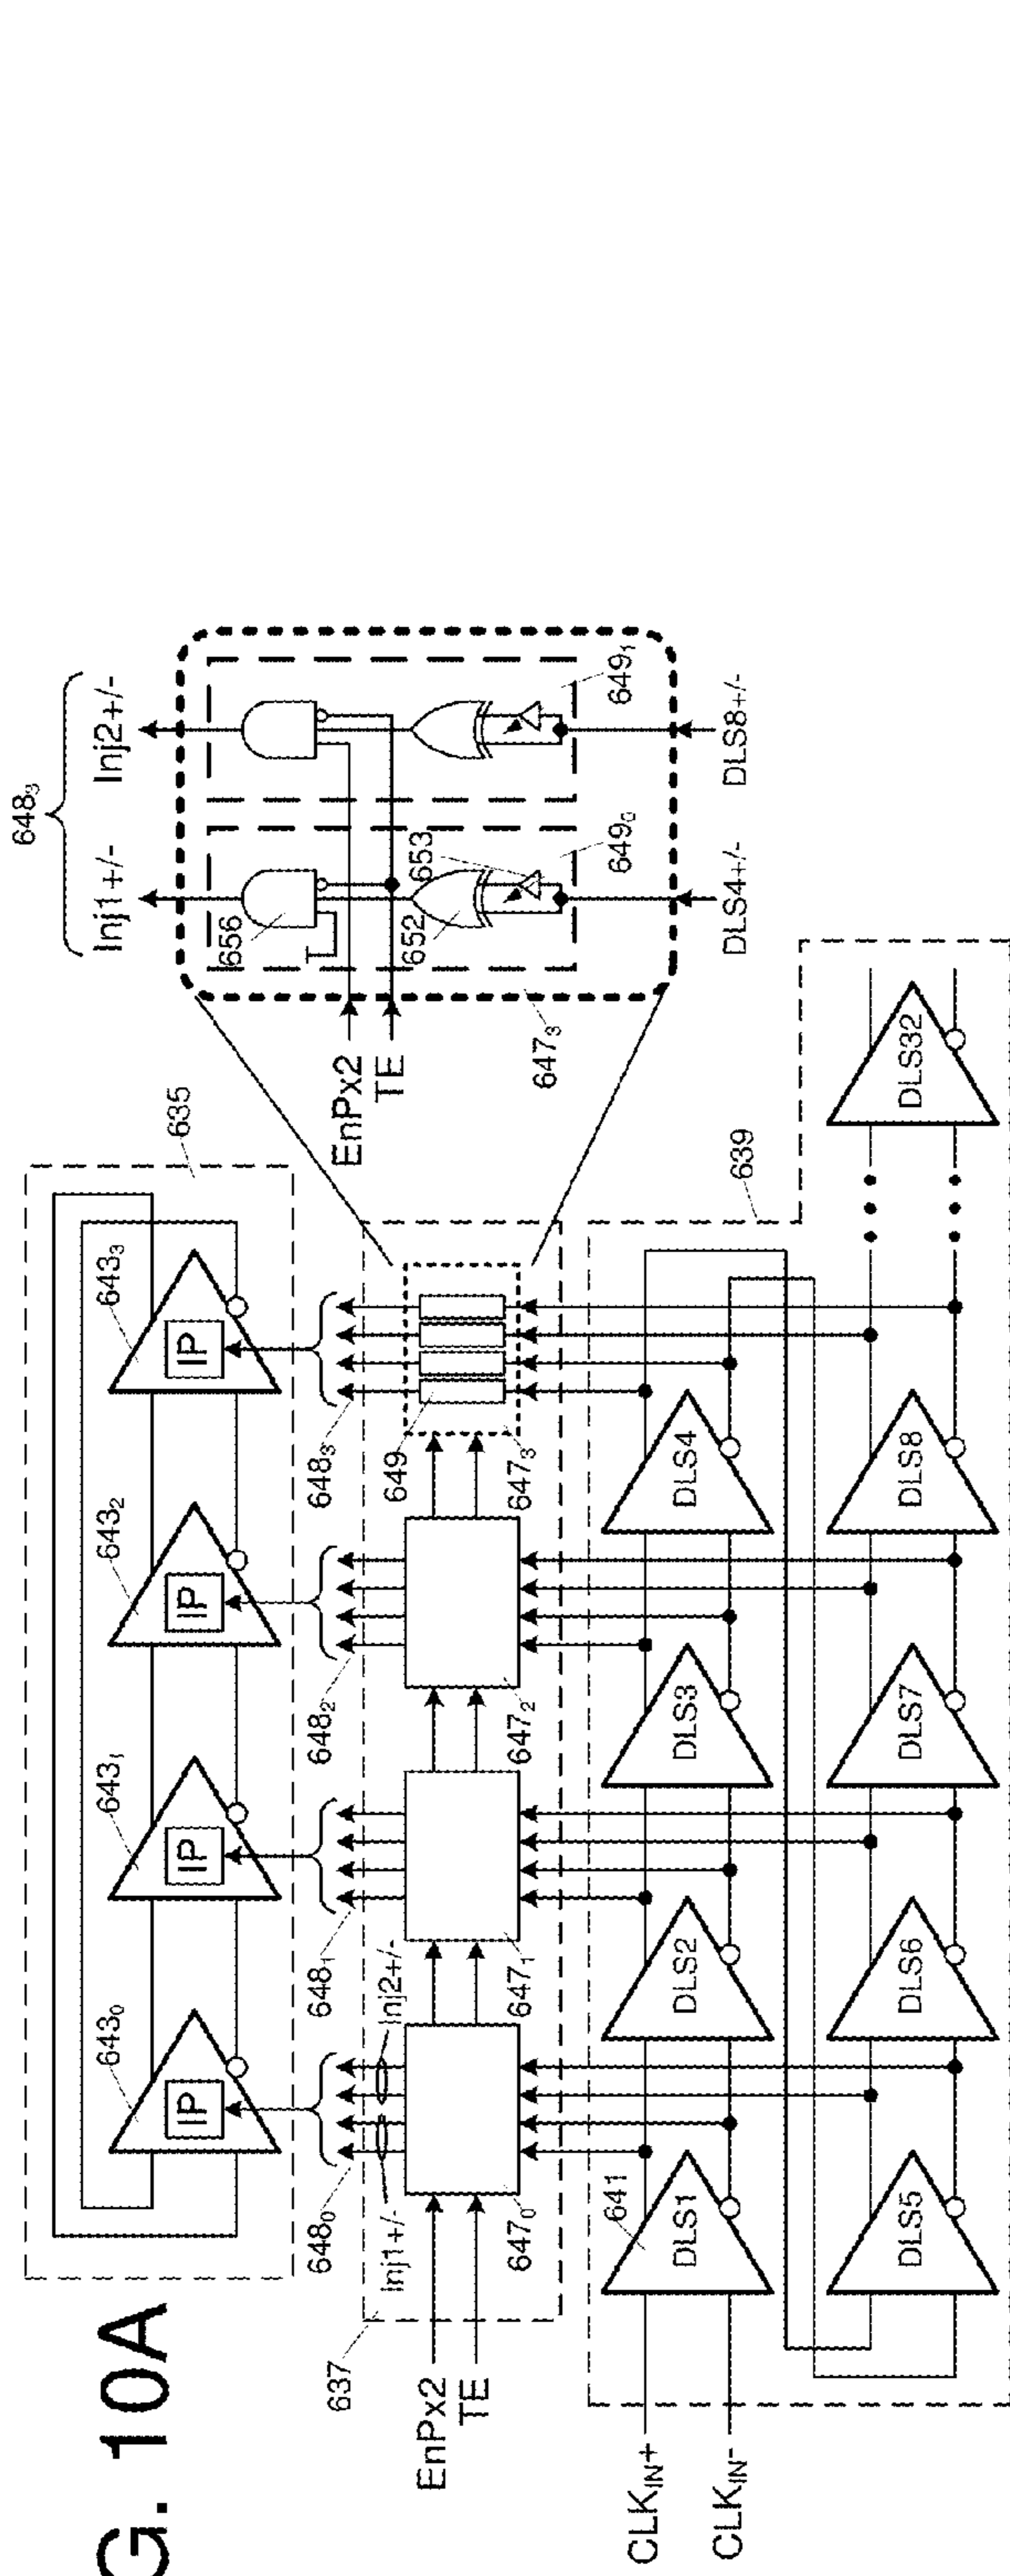 G. 10A
635
643₀
643₁
643₂
643₃
IP
IP
IP
IP
648₀
648₁
648₂
648₃
Inj1+/-
Inj2+/-
649
637
EnPx2
TE
647₀
647₁
647₂
647₃
639
641
CLK_IN+
CLK_IN-
DLS1
DLS2
DLS3
DLS4
DLS5
DLS6
DLS7
DLS8
DLS32
648₃
Inj1+/-
Inj2+/-
656
T
EnPx2
TE
652
653
649₀
649₁
647₃
DLS4+/-
DLS8+/-